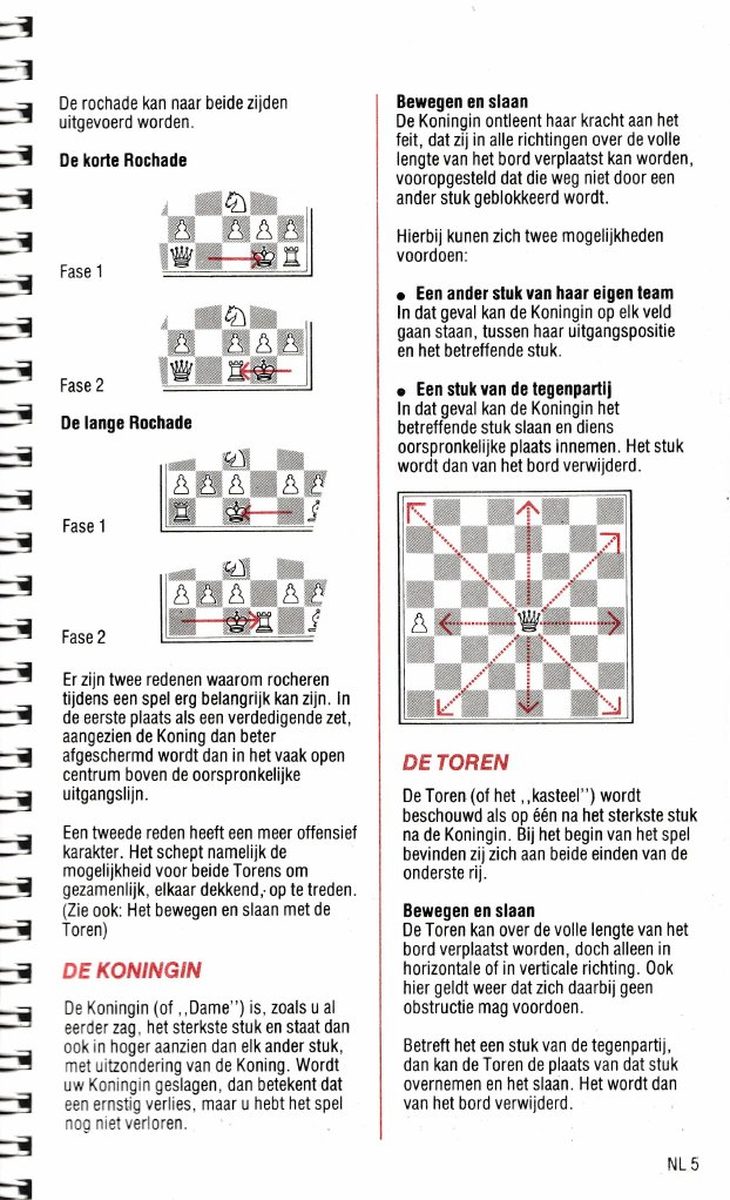 De rochade kan naar beide zijden
uitgevoerd worden.
De korte Rochade
Fase 1
Fase 2
De lange Rochade
Fase 1
Fase 2
Er zijn twee redenen waarom rocheren
tijdens een spel erg belangrijk kan zijn. In
de eerste plaats als een verdedigende zet,
aangezien de Koning dan beter
afgeschermd wordt dan in het vaak open
centrum boven de oorspronkelijke
uitgangslijn.
Een tweede reden heeft een meer offensief
karakter. Het schept namelijk de
mogelijkheid voor beide Torens om
gezamenlijk, elkaar dekkend, op te treden.
(Zie ook: Het bewegen en slaan met de
Toren)
DE KONINGIN
De Koningin (of ,,Dame") is, zoals u al
eerder zag, het sterkste stuk en staat dan
ook in hoger aanzien dan elk ander stuk,
met uitzondering van de Koning. Wordt
uw Koningin geslagen, dan betekent dat
een ernstig verlies, maar u hebt het spel
nog niet verloren.
Bewegen en slaan
De Koningin ontleent haar kracht aan het
feit, dat zij in alle richtingen over de volle
lengte van het bord verplaatst kan worden,
vooropgesteld dat die weg niet door een
ander stuk geblokkeerd wordt.
Hierbij kunen zich twee mogelijkheden
voordoen:
● Een ander stuk van haar eigen team
In dat geval kan de Koningin op elk veld
gaan staan, tussen haar uitgangspositie
en het betreffende stuk.
● Een stuk van de tegenpartij
In dat geval kan de Koningin het
betreffende stuk slaan en diens
oorspronkelijke plaats innemen. Het stuk
wordt dan van het bord verwijderd.
DE TOREN
De Toren (of het ,,kasteel") wordt
beschouwd als op één na het sterkste stuk
na de Koningin. Bij het begin van het spel
bevinden zij zich aan beide einden van de
onderste rij.
Bewegen en slaan
De Toren kan over de volle lengte van het
bord verplaatst worden, doch alleen in
horizontale of in verticale richting. Ook
hier geldt weer dat zich daarbij geen
obstructie mag voordoen.
Betreft het een stuk van de tegenpartij,
dan kan de Toren de plaats van dat stuk
overnemen en het slaan. Het wordt dan
van het bord verwijderd.
NL 5